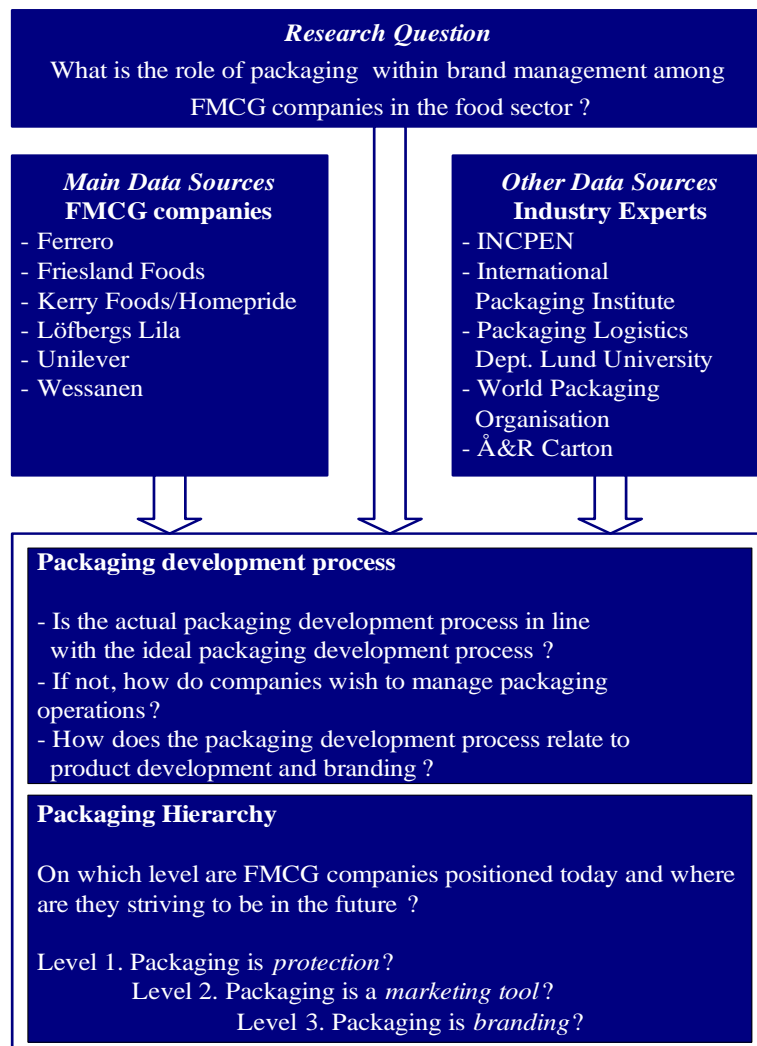 Research Question
What is the role of packaging within brand management among
FMCG companies in the food sector ?
Main Data Sources
FMCG companies
- Ferrero
- Friesland Foods
- Kerry Foods/Homepride
- Löfbergs Lila
- Unilever
- Wessanen
Other Data Sources
Industry Experts
- INCPEN
- International
Packaging Institute
- Packaging Logistics
Dept. Lund University
- World Packaging
Organisation
- Å&R Carton
Packaging development process
- Is the actual packaging development process in line
with the ideal packaging development process ?
- If not, how do companies wish to manage packaging
operations ?
- How does the packaging development process relate to
product development and branding ?
Packaging Hierarchy
On which level are FMCG companies positioned today and where
are they striving to be in the future ?
Level 1. Packaging is protection?
Level 2. Packaging is a marketing tool?
Level 3. Packaging is branding?